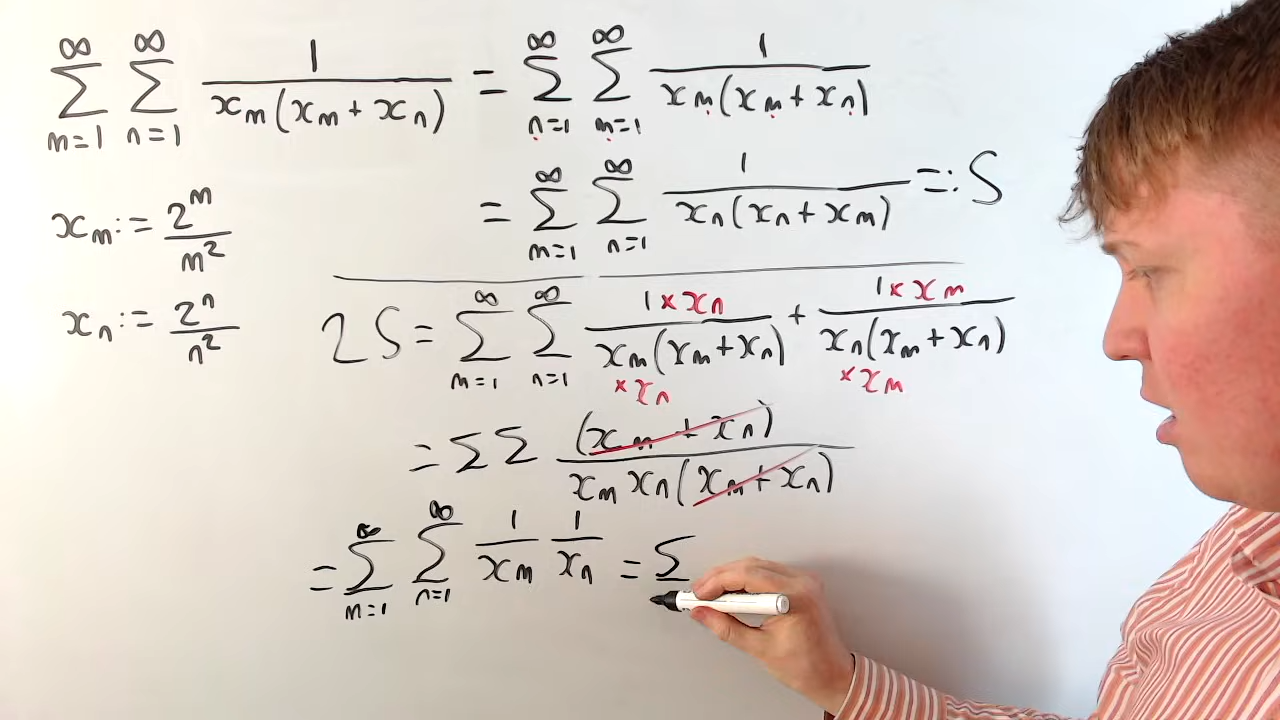 ∞ ∑ m=1 ∞ ∑ n=1 1/(x_m(x_m + x_n)) = ∞ ∑ n=1 ∞ ∑ m=1 1/(x_m(x_m + x_n))
= ∞ ∑ m=1 ∞ ∑ n=1 1/(x_n(x_n + x_m)) =: S
x_m := 2^m/m^2
x_n := 2^n/n^2
2S = ∞ ∑ m=1 ∞ ∑ n=1 1 × x_n/(x_m(x_m + x_n) × x_n) + 1 × x_m/(x_n(x_m + x_n) × x_m)
= ∑ ∑ (x_m + x_n)/(x_m x_n(x_m + x_n))
= ∞ ∑ m=1 ∞ ∑ n=1 1/x_m 1/x_n = ∑